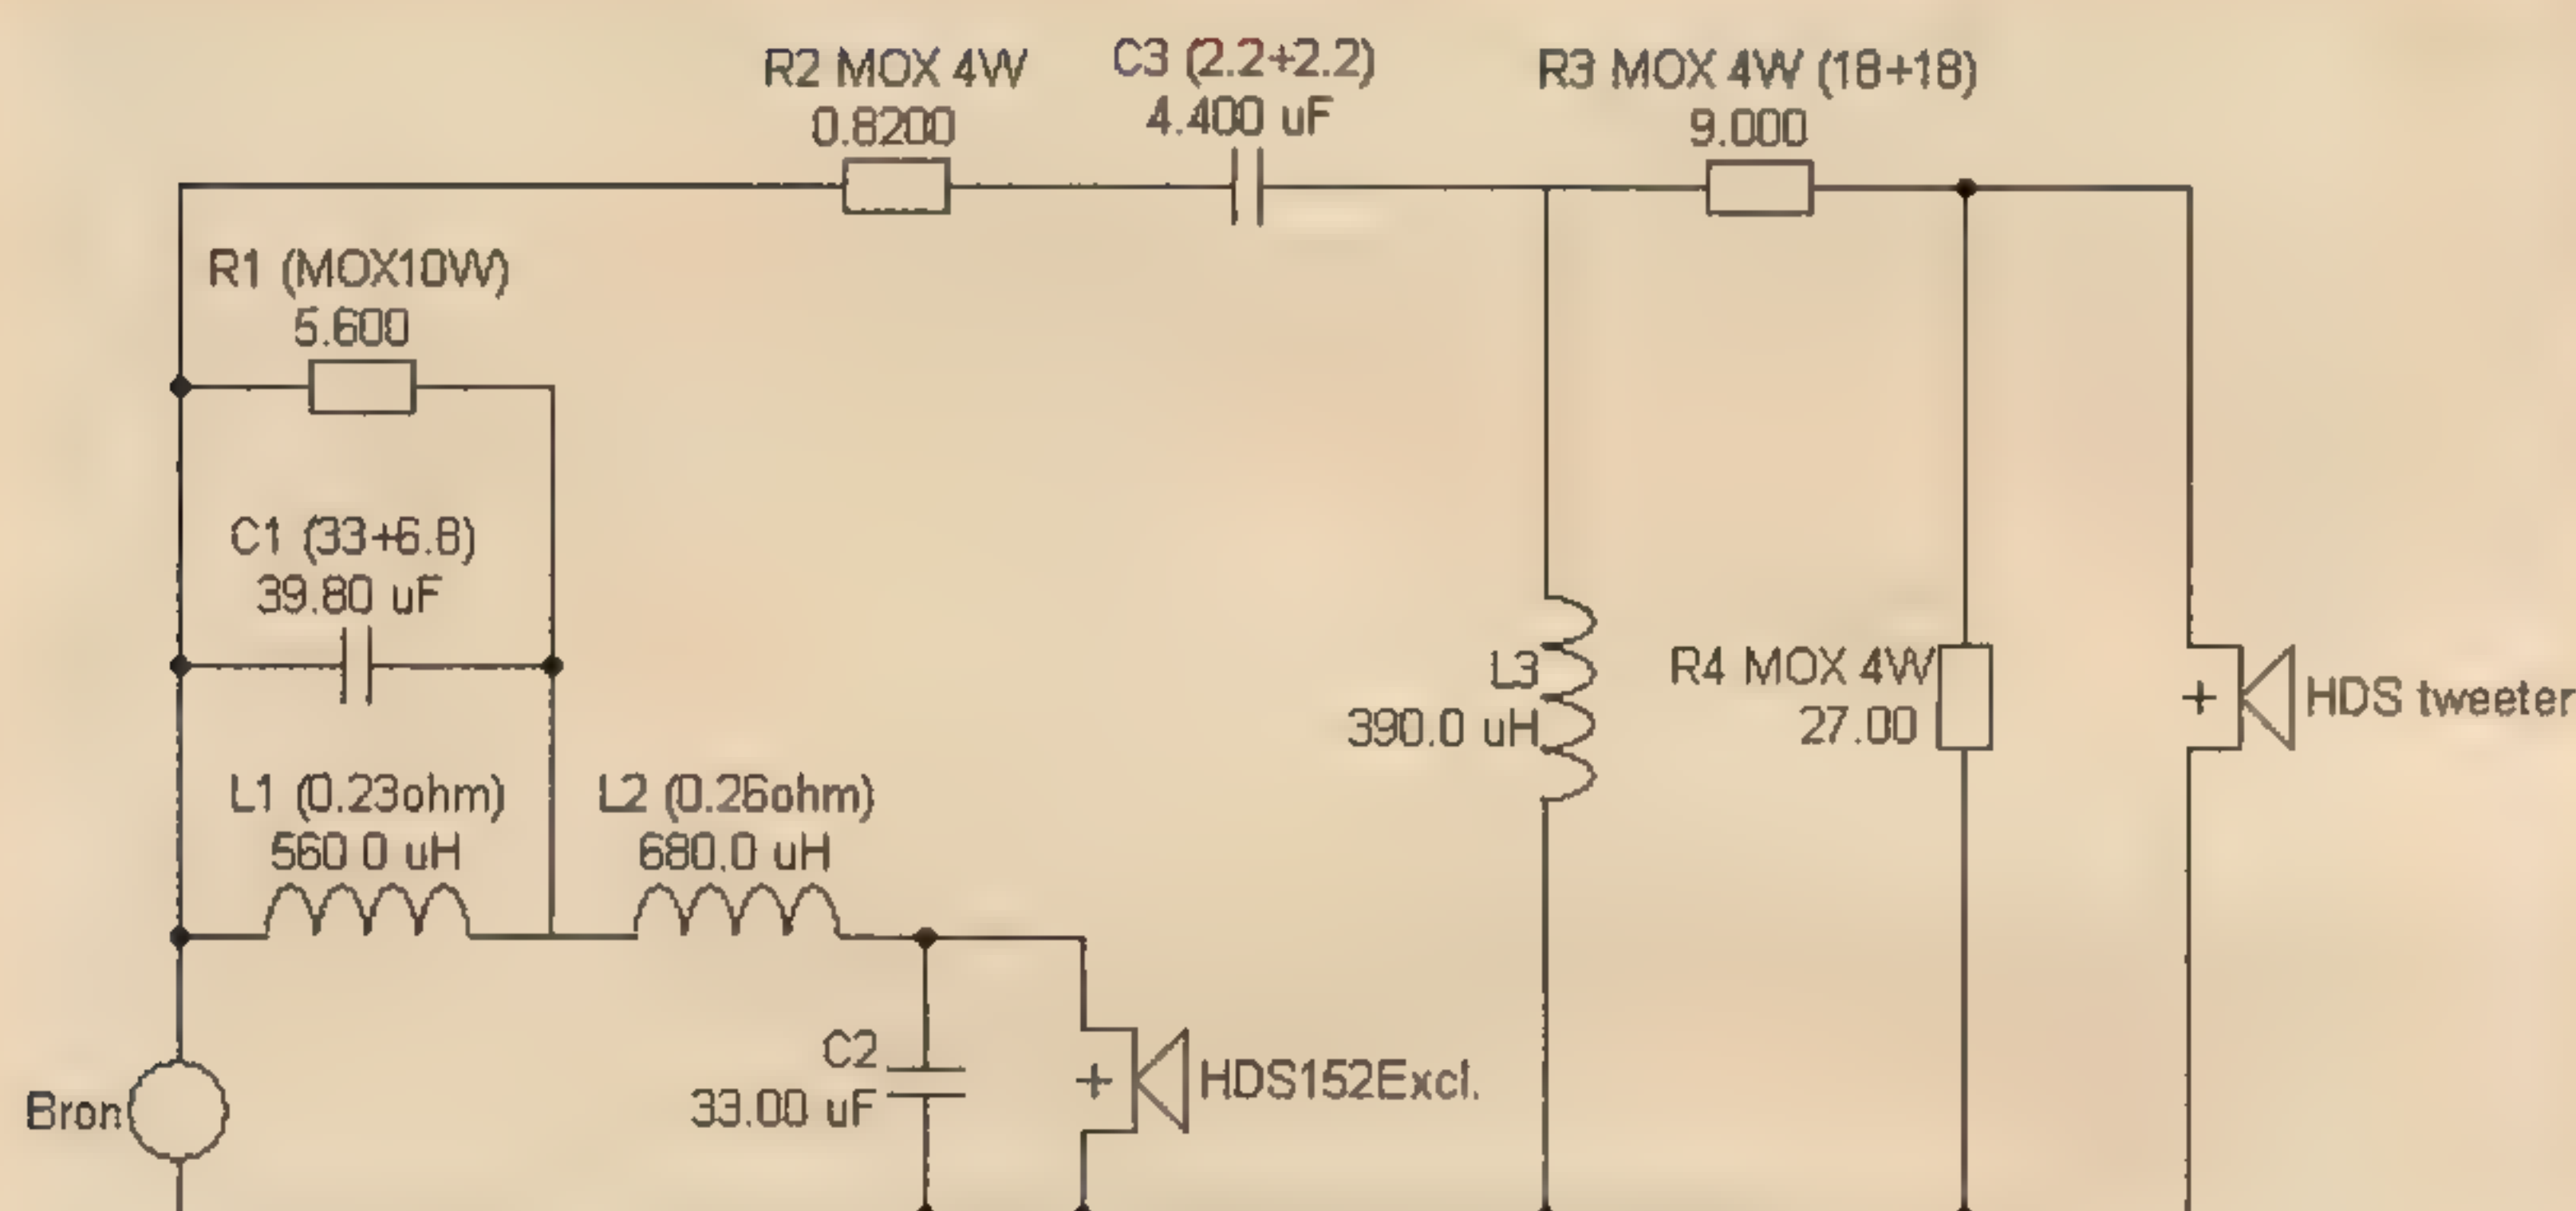 R2 MOX 4W
0.8200
C3 (2.2+2.2)
4.400 uF
R3 MOX 4W (18+18)
9.000
R1 (MOX10W)
5.600
C1 (33+6.8)
39.80 uF
L3
390.0 uH
R4 MOX 4W
27.00
+
HDS tweeter
L1 (0.23ohm)
560 0 uH
L2 (0.26ohm)
680.0 uH
C2
33.00 uF
+
HDS152Excl.
Bron